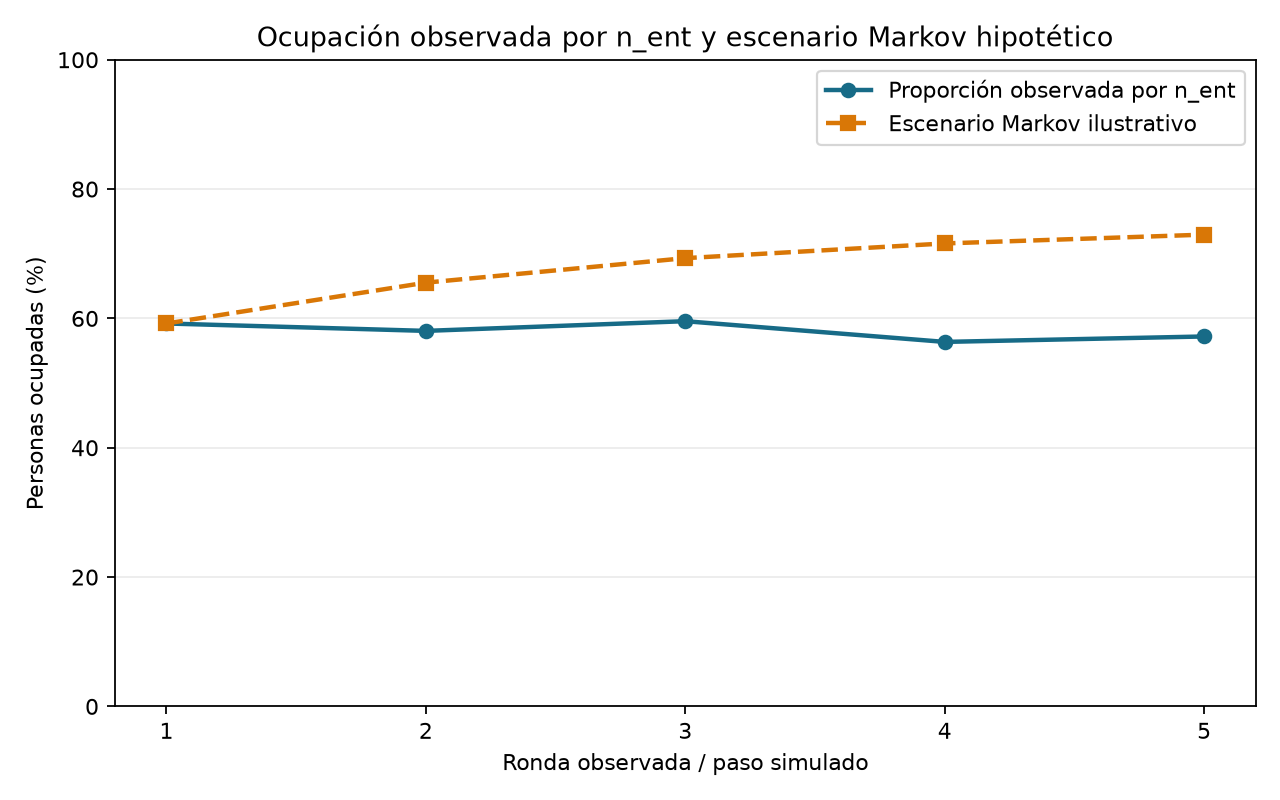 Ocupación observada por n_ent y escenario Markov hipotético
Proporción observada por n_ent
Escenario Markov ilustrativo
Personas ocupadas (%)
100
80
60
40
20
0
1 2 3 4 5
Ronda observada / paso simulado